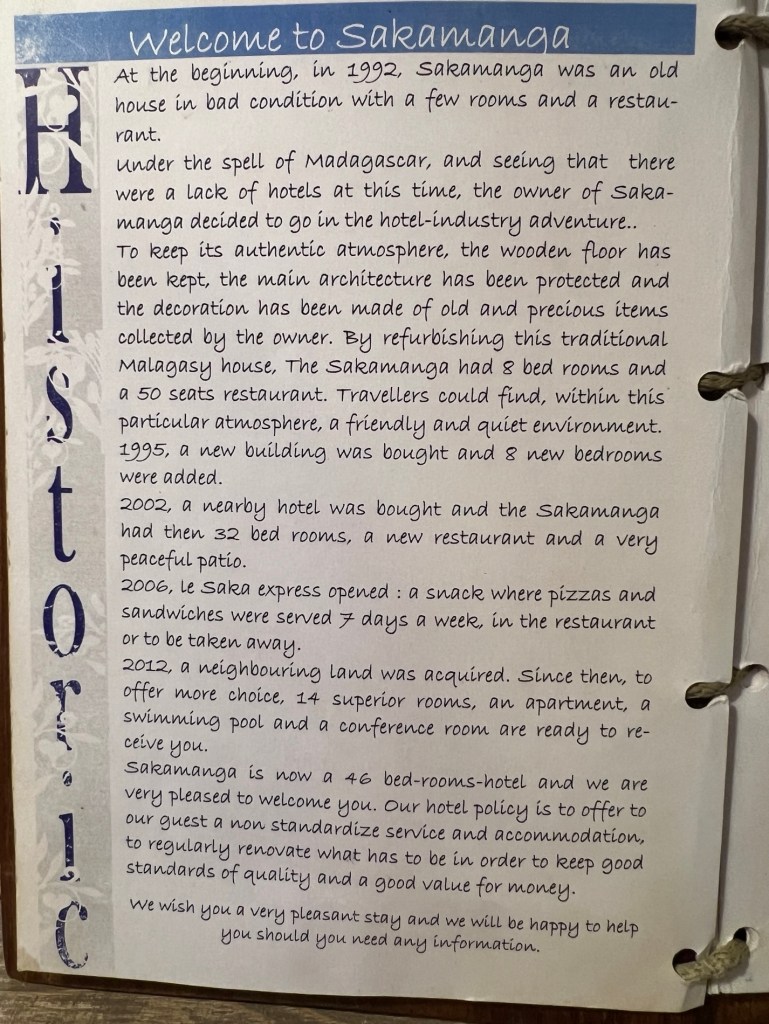 Welcome to Sakamanga
Historic
At the beginning, in 1992, Sakamanga was an old
house in bad condition with a few rooms and a restau-
rant.
Under the spell of Madagascar, and seeing that there
were a lack of hotels at this time, the owner of Saka-
manga decided to go in the hotel-industry adventure..
To keep its authentic atmosphere, the wooden floor has
been kept, the main architecture has been protected and
the decoration has been made of old and precious items
collected by the owner. By refurbishing this traditional
Malagasy house, The Sakamanga had 8 bed rooms and
a 50 seats restaurant. Travellers could find, within this
particular atmosphere, a friendly and quiet environment.
1995, a new building was bought and 8 new bedrooms
were added.
2002, a nearby hotel was bought and the Sakamanga
had then 32 bed rooms, a new restaurant and a very
peaceful patio.
2006, le Saka express opened : a snack where pizzas and
sandwiches were served 7 days a week, in the restaurant
or to be taken away.
2012, a neighbouring land was acquired. Since then, to
offer more choice, 14 superior rooms, an apartment, a
swimming pool and a conference room are ready to re-
ceive you.
Sakamanga is now a 46 bed-rooms-hotel and we are
very pleased to welcome you. Our hotel policy is to offer to
our guest a non standardize service and accommodation,
to regularly renovate what has to be in order to keep good
standards of quality and a good value for money.
We wish you a very pleasant stay and we will be happy to help
you should you need any information.